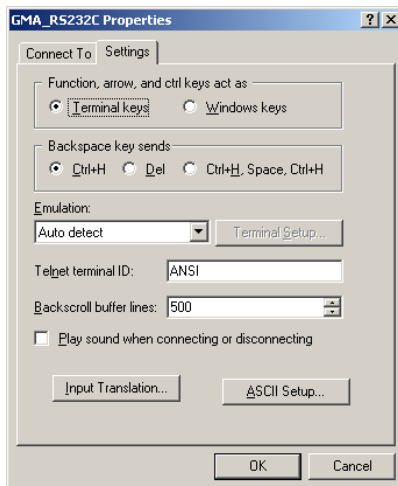 GMA_RS232C Properties
Connect To Settings
Function, arrow, and ctrl keys act as
Terminal keys Windows keys
Backspace key sends
Ctrl+H Del Ctrl+H, Space, Ctrl+H
Emulation:
Auto detect Terminal Setup...
Telnet terminal ID: ANSI
Backscroll buffer lines: 500
Play sound when connecting or disconnecting
Input Translation... ASCII Setup...
OK Cancel